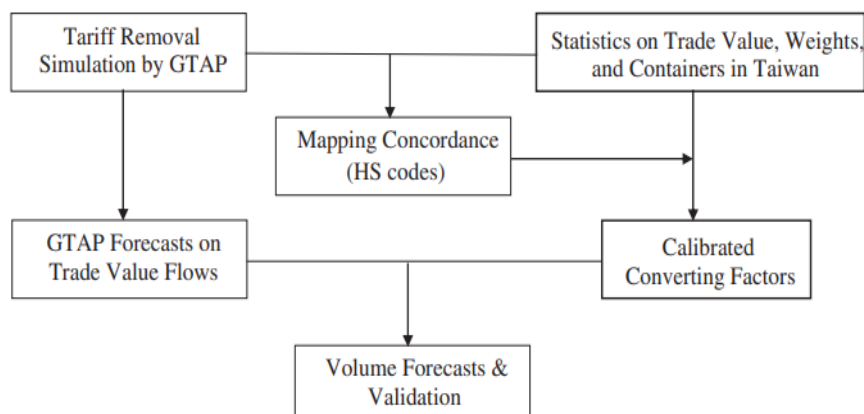 Tariff Removal
Simulation by GTAP
Statistics on Trade Value, Weights,
and Containers in Taiwan
Mapping Concordance
(HS codes)
GTAP Forecasts on
Trade Value Flows
Calibrated
Converting Factors
Volume Forecasts &
Validation